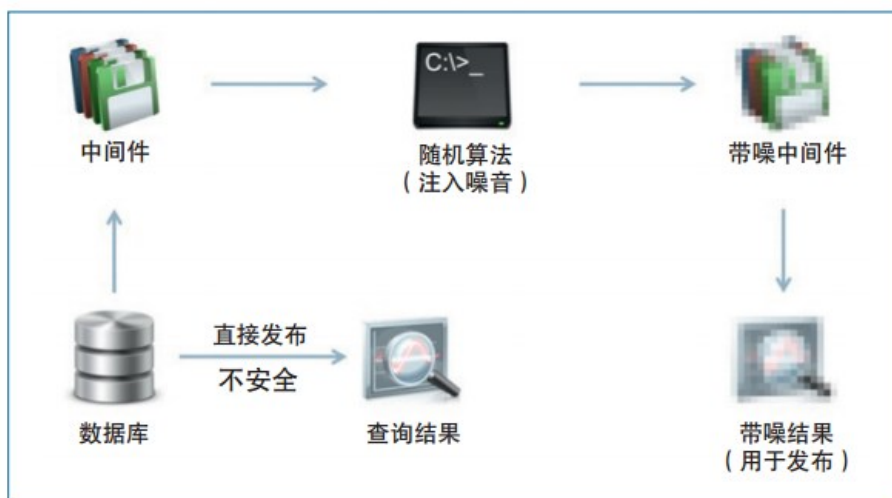 C:\>_
中间件
随机算法
（注入噪音）
带噪中间件
直接发布
不安全
数据库
查询结果
带噪结果
（用于发布）